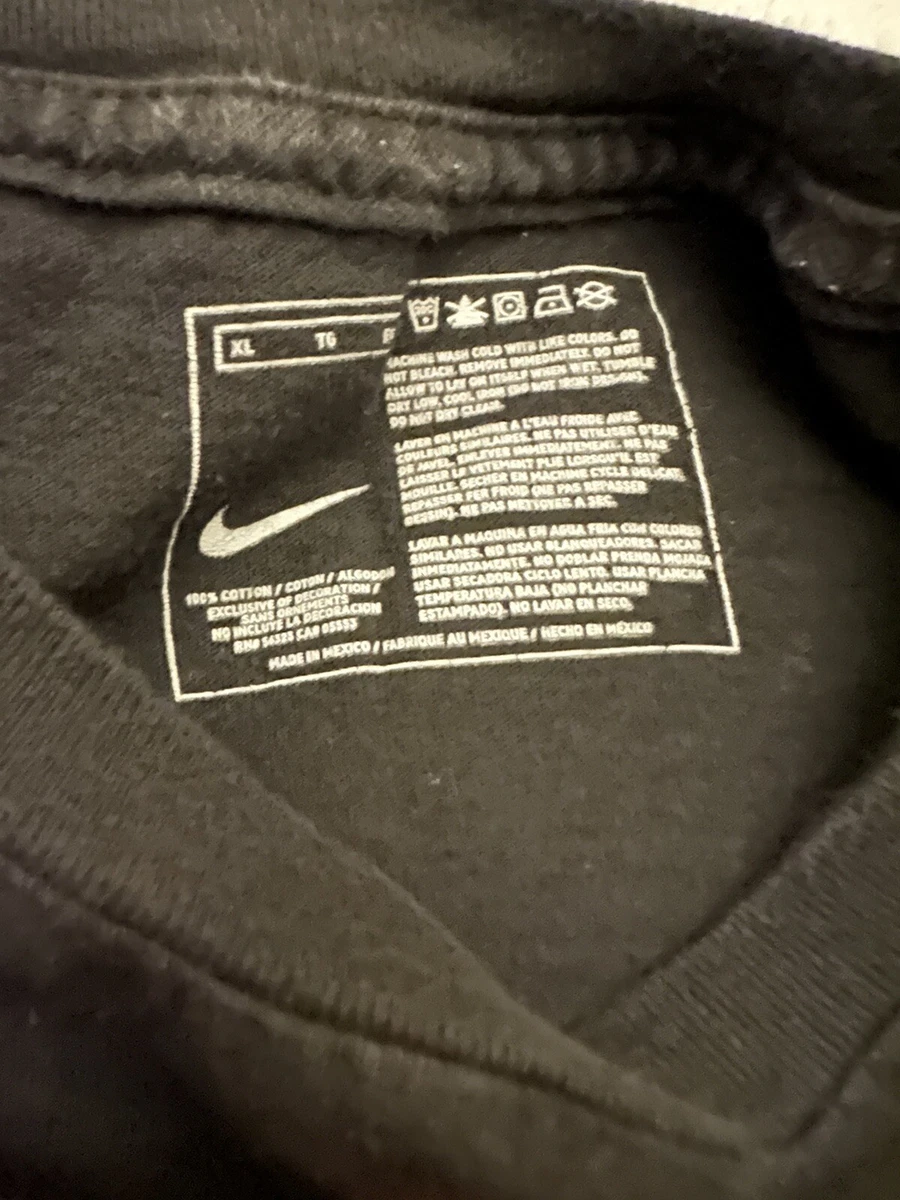 XL TG
MACHINE WASH COLD WITH LIKE COLORS. DO
NOT BLEACH. REMOVE IMMEDIATELY. DO NOT
ALLOW TO LAY ON ITSELF WHEN WET. TUMBLE
DRY LOW, COOL IRON (DO NOT IRON DESIGN).
DO NOT DRY CLEAN.
LAVER EN MACHINE A L'EAU FROIDE AVEC
COULEURS SIMILAIRES. NE PAS UTILISER D'EAU
DE JAVEL. ENLEVER IMMEDIATEMENT. NE PAS
LAISSER LE VETEMENT PLIE LORSQU'IL EST
MOUILLE. SECHER EN MACHINE CYCLE DELICAT.
REPASSER FER FROID (NE PAS REPASSER
DESSIN). NE PAS NETTOYER A SEC.
LAVAR A MAQUINA EN AGUA FRIA CON COLORES
SIMILARES. NO USAR BLANQUEADORES. SACAR
INMEDIATAMENTE. NO DOBLAR PRENDA MOJADA
USAR SECADORA CICLO LENTO. USAR PLANCHA
TEMPERATURA BAJA (NO PLANCHAR
ESTAMPADO). NO LAVAR EN SECO.
100% COTTON / COTON / ALGODON
EXCLUSIVE OF DECORATION /
SANS ORNEMENTS
NO INCLUYE LA DECORACION
RN# 54323 CA# 05553
MADE IN MEXICO / FABRIQUE AU MEXIQUE / HECHO EN MÉXICO